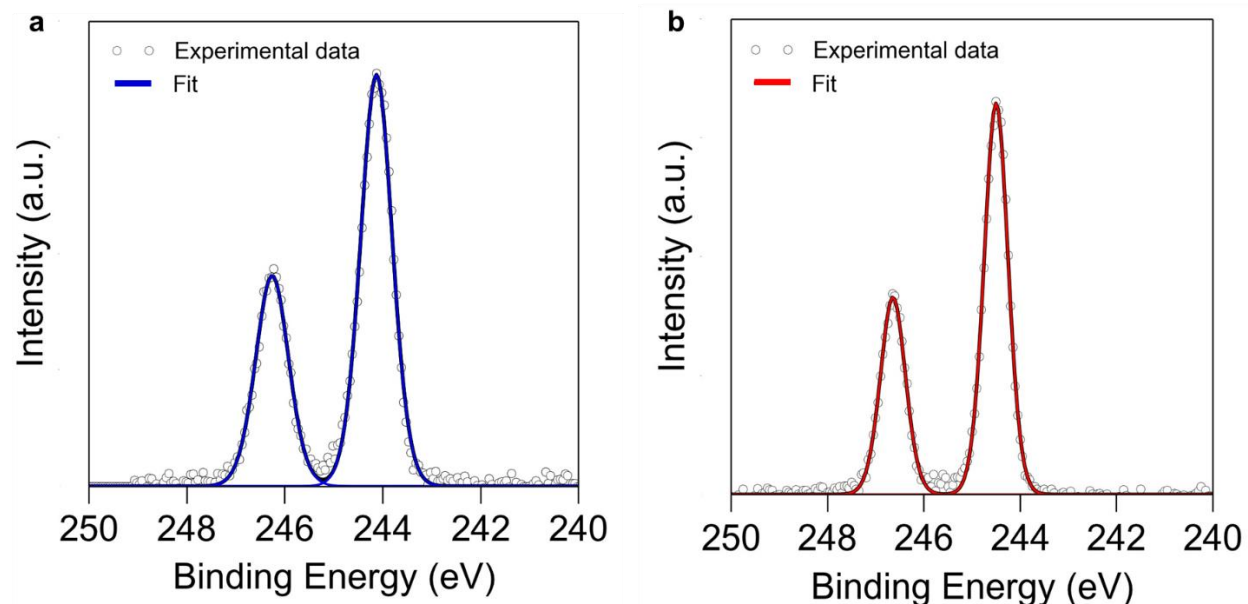 a
Experimental data
Fit
Intensity (a.u.)
250 248 246 244 242 240
Binding Energy (eV)
b
Experimental data
Fit
Intensity (a.u.)
250 248 246 244 242 240
Binding Energy (eV)